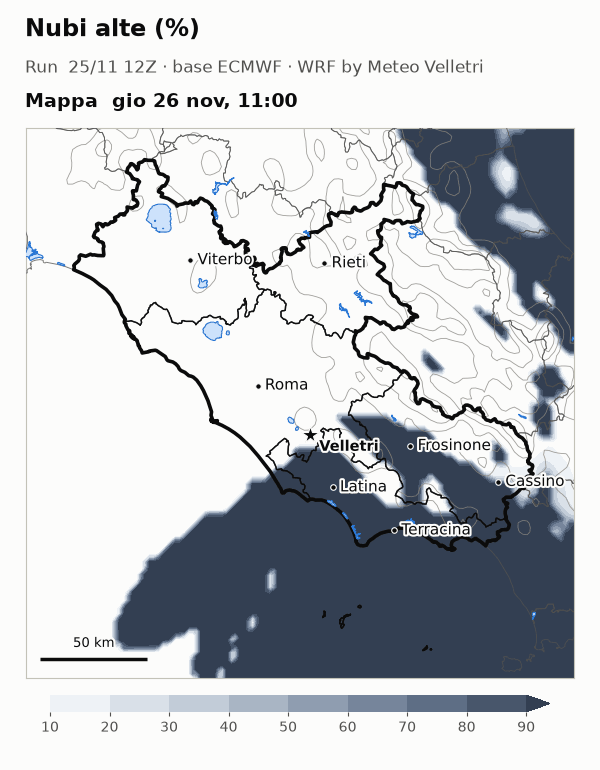 Nubi alte (%)
Run  25/11 12Z · base ECMWF · WRF by Meteo Velletri
Mappa  gio 26 nov, 11:00
Viterbo
Rieti
Roma
Velletri
Frosinone
Latina
Cassino
Terracina
50 km
10 20 30 40 50 60 70 80 90